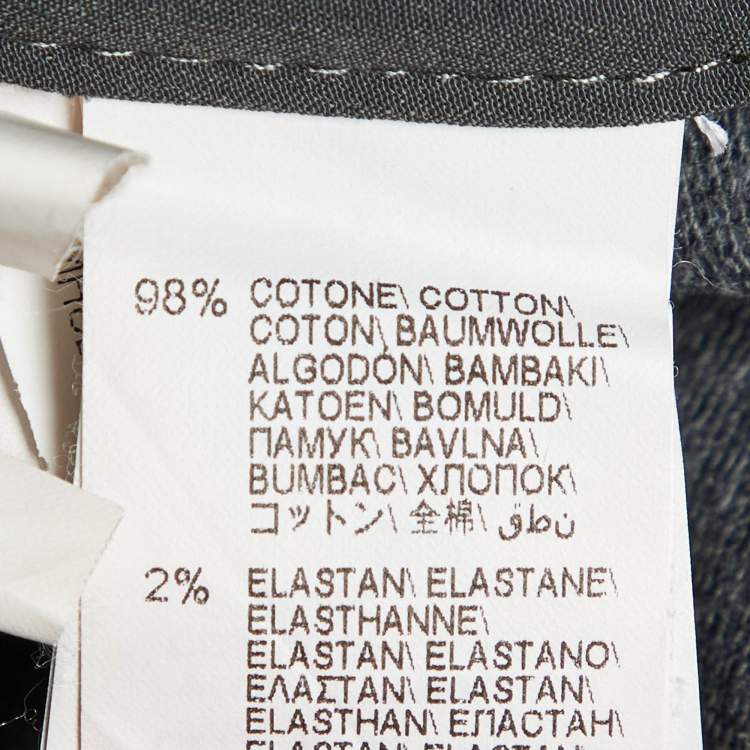 98% COTONE\ COTTON\
COTON\ BAUMWOLLE\
ALGODÓN\ BAMBAKI\
KATOEN\ BOMULD\
ПАМУК\ BAVLNA\
BUMBAC\ ХЛОПОК\
コットン\ 全棉\ قطن
2% ELASTAN\ ELASTANE\
ELASTHANNE\
ELASTAN\ ELASTANO\
ΕΛΑΣΤΑΝ\ ELASTAN\
ELASTHAN\ ЕЛАСТАН\